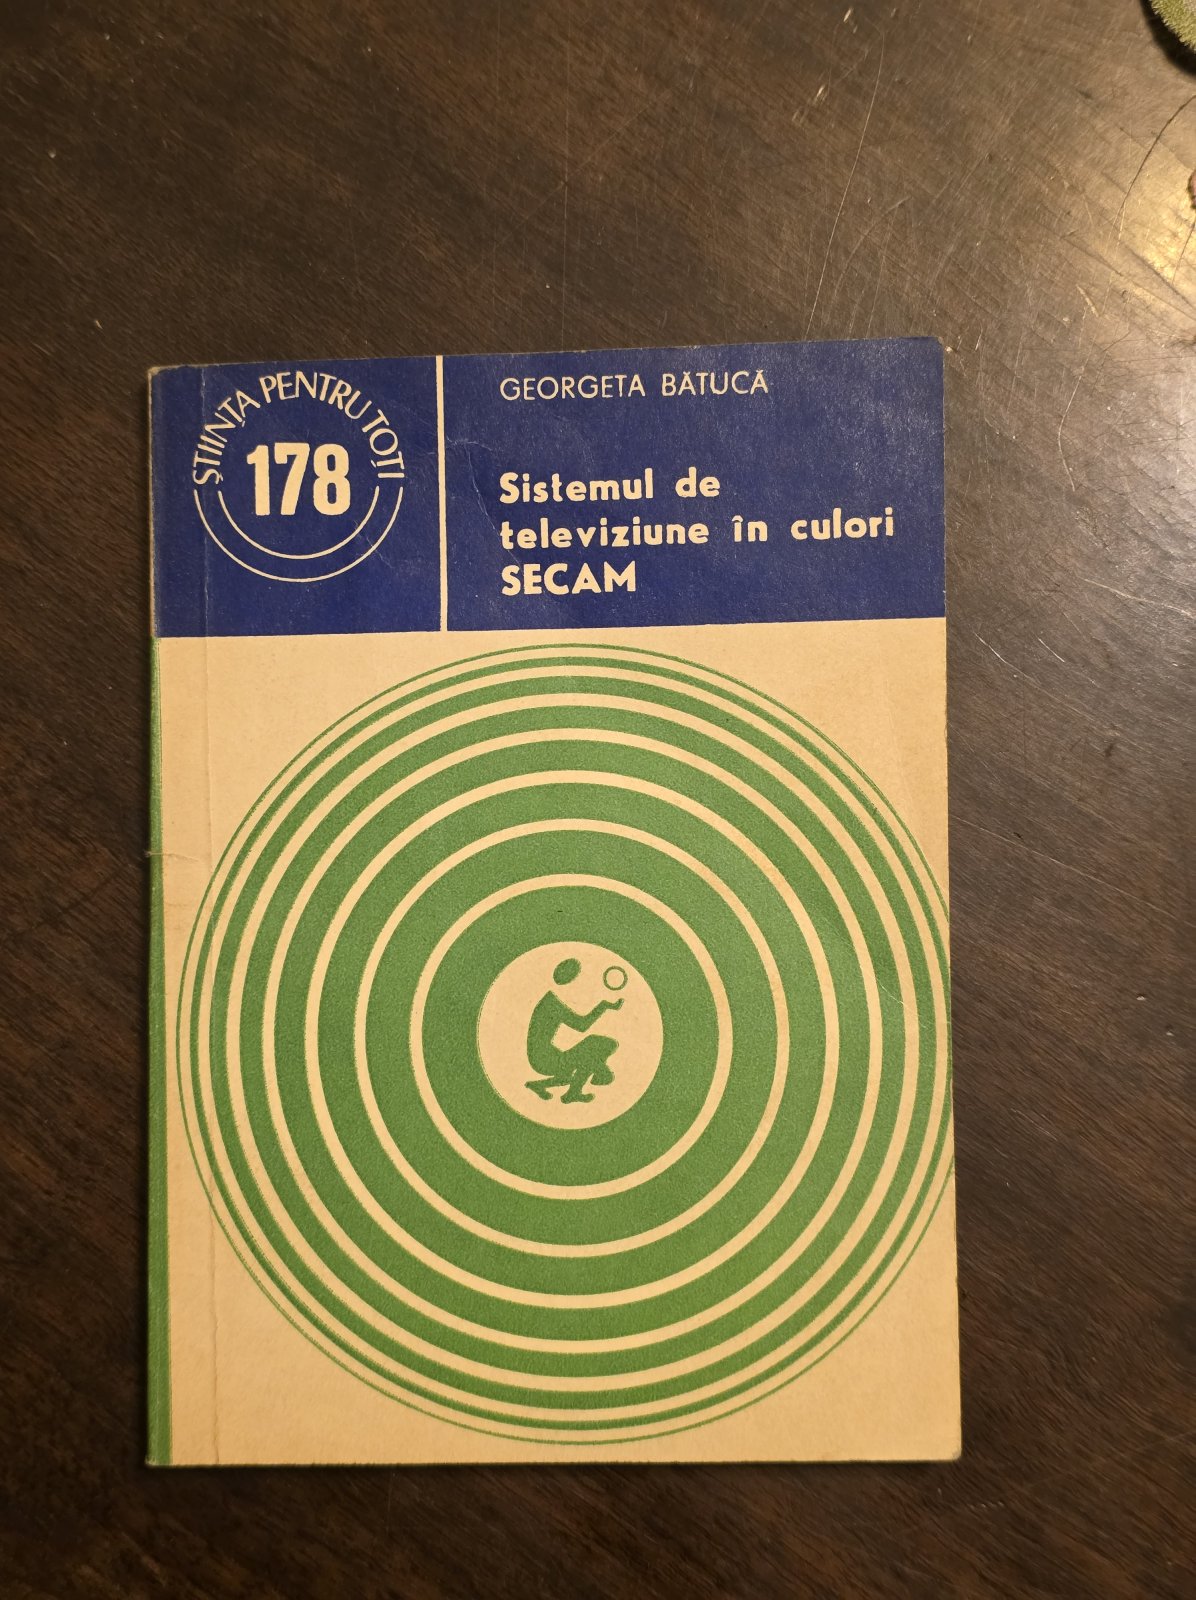 ȘTIINȚA PENTRU TOȚI
178
GEORGETA BĂTUCĂ
Sistemul de
televiziune în culori
SECAM